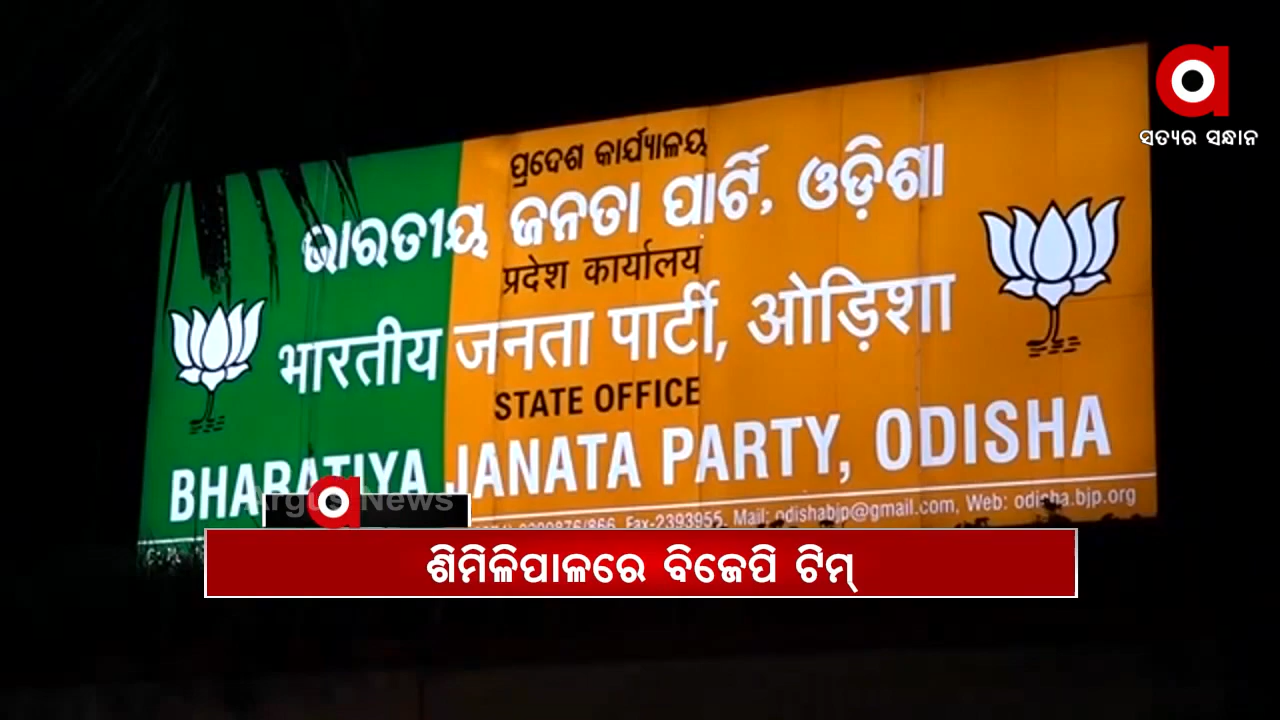 ସତ୍ୟର ସନ୍ଧାନ
ପ୍ରଦେଶ କାର୍ଯ୍ୟାଳୟ
ଭାରତୀୟ ଜନତା ପାର୍ଟି, ଓଡ଼ିଶା
प्रदेश कार्यालय
भारतीय जनता पार्टी, ओड़िशा
STATE OFFICE
BHARATIYA JANATA PARTY, ODISHA
Fax-2393955, Mail: odishabjp@gmail.com, Web: odisha.bjp.org
Argus News
ଶିମିଳିପାଳରେ ବିଜେପି ଟିମ୍